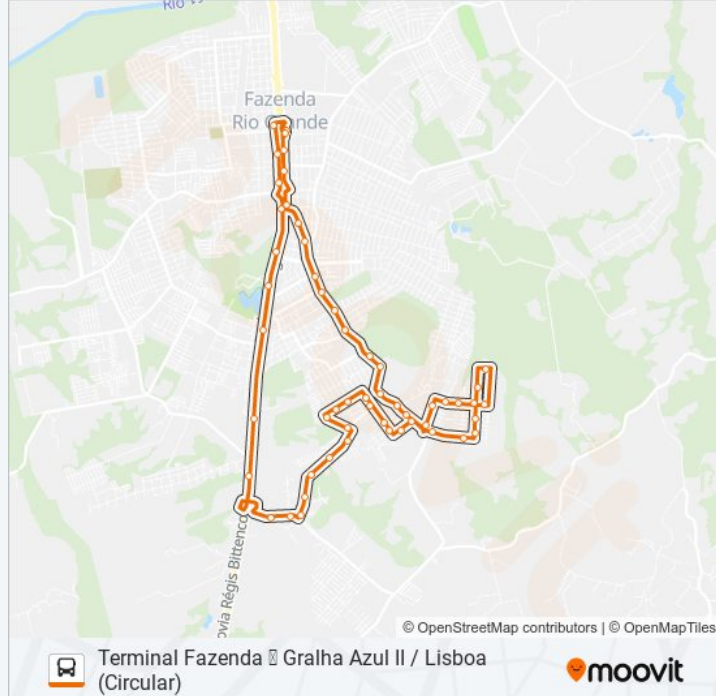 Fazenda
Rio Grande
ovia Régis Bittenco
© OpenStreetMap contributors | © OpenMapTiles
Terminal Fazenda Gralha Azul II / Lisboa
(Circular)
moovit